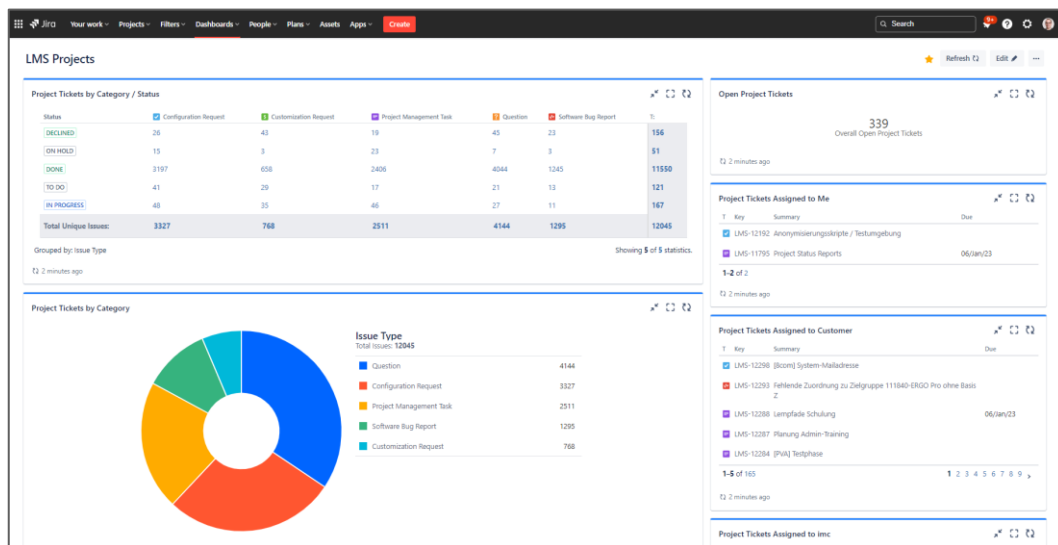 Jira Your work Projects Filters Dashboards People Plans Assets Apps Create Search 9+
LMS Projects
Refresh Edit
Project Tickets by Category / Status
Status Configuration Request Customization Request Project Management Task Question Software Bug Report T:
DECLINED 26 43 19 45 23 156
ON HOLD 15 3 23 7 3 51
DONE 3197 658 2406 4044 1245 11550
TO DO 41 29 17 21 13 121
IN PROGRESS 48 35 46 27 11 167
Total Unique Issues: 3327 768 2511 4144 1295 12045
Grouped by: Issue Type Showing 5 of 5 statistics.
2 minutes ago
Project Tickets by Category
Issue Type
Total Issues: 12045
Question 4144
Configuration Request 3327
Project Management Task 2511
Software Bug Report 1295
Customization Request 768
Open Project Tickets
339
Overall Open Project Tickets
2 minutes ago
Project Tickets Assigned to Me
T Key Summary Due
LMS-12192 Anonymisierungsskripte / Testumgebung
LMS-11795 Project Status Reports 06/Jan/23
1–2 of 2
2 minutes ago
Project Tickets Assigned to Customer
T Key Summary Due
LMS-12298 [Bcom] System-Mailadresse
LMS-12293 Fehlende Zuordnung zu Zielgruppe 111840-ERGO Pro ohne Basis
Z
LMS-12288 Lernpfade Schulung 06/Jan/23
LMS-12287 Planung Admin-Training
LMS-12284 [PVA] Testphase
1–5 of 165 1 2 3 4 5 6 7 8 9 >
2 minutes ago
Project Tickets Assigned to imc